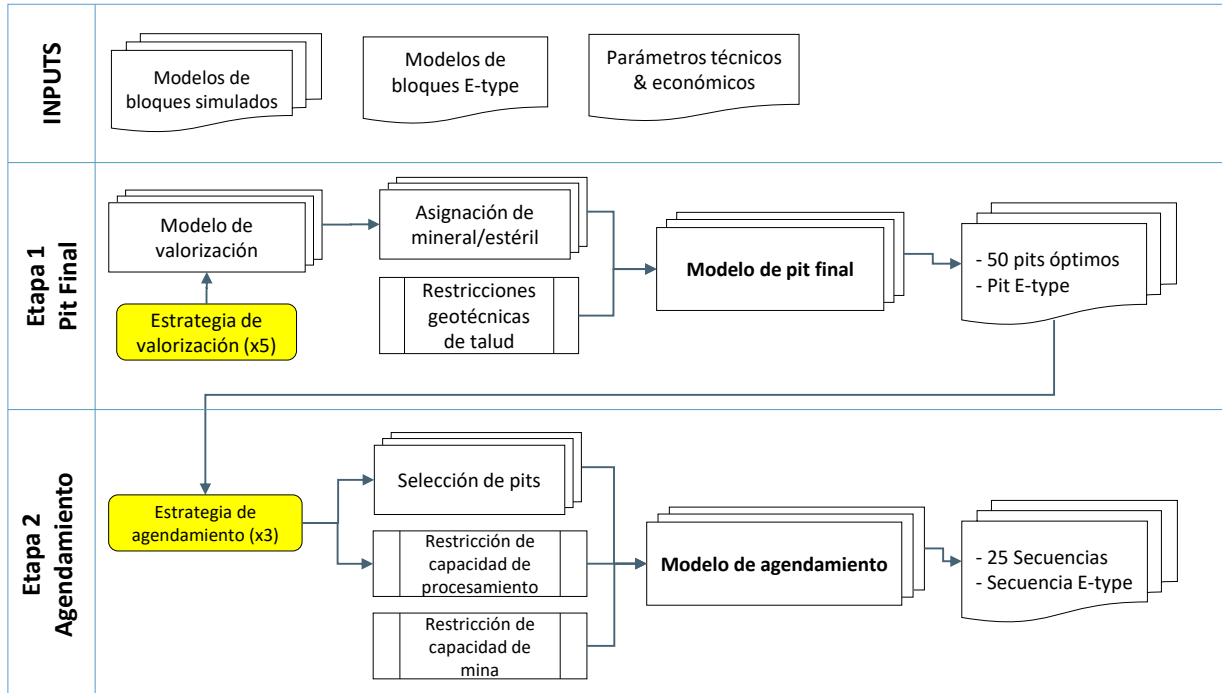 INPUTS
Modelos de
bloques simulados
Modelos de
bloques E-type
Parámetros técnicos
& económicos
Etapa 1
Pit Final
Modelo de
valorización
Estrategia de
valorización (x5)
Asignación de
mineral/estéril
Restricciones
geotécnicas
de talud
Modelo de pit final
- 50 pits óptimos
- Pit E-type
Etapa 2
Agendamiento
Estrategia de
agendamiento (x3)
Selección de pits
Restricción de
capacidad de
procesamiento
Restricción de
capacidad de
mina
Modelo de agendamiento
- 25 Secuencias
- Secuencia E-type